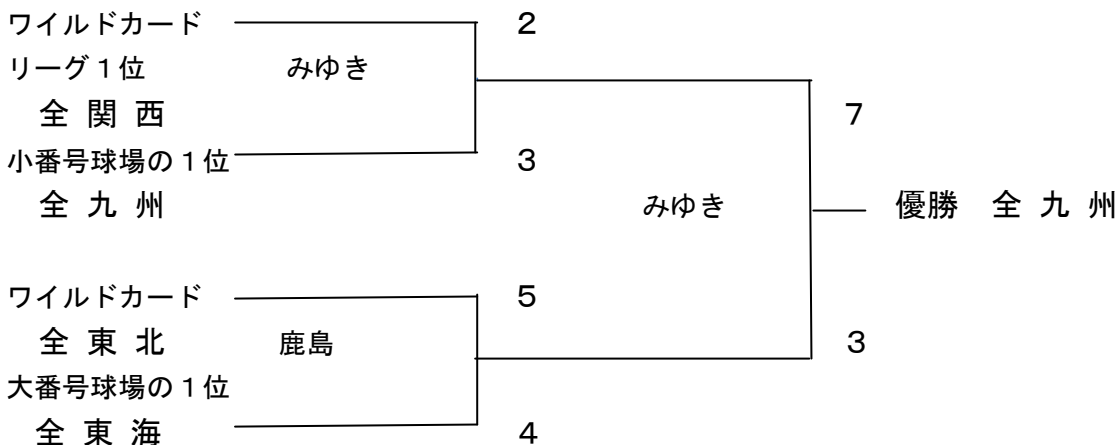 ワイルドカード 2
リーグ1位 みゆき
全 関 西 7
小番号球場の1位 3
全 九 州 みゆき 優勝 全 九 州
ワイルドカード 5
全 東 北 鹿島 3
大番号球場の1位
全 東 海 4